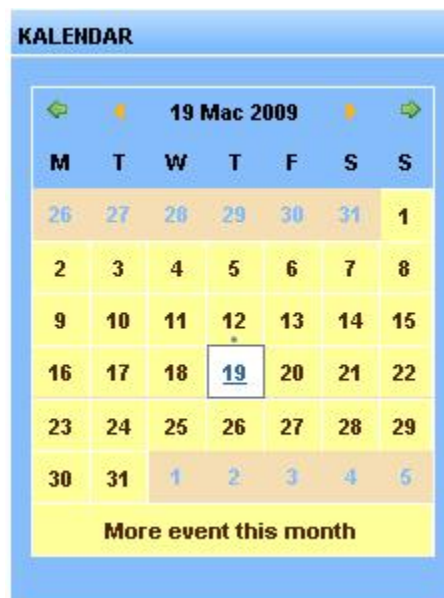 KALENDAR
19 Mac 2009
M T W T F S S
26 27 28 29 30 31 1
2 3 4 5 6 7 8
9 10 11 12 13 14 15
16 17 18 19 20 21 22
23 24 25 26 27 28 29
30 31 1 2 3 4 5
More event this month